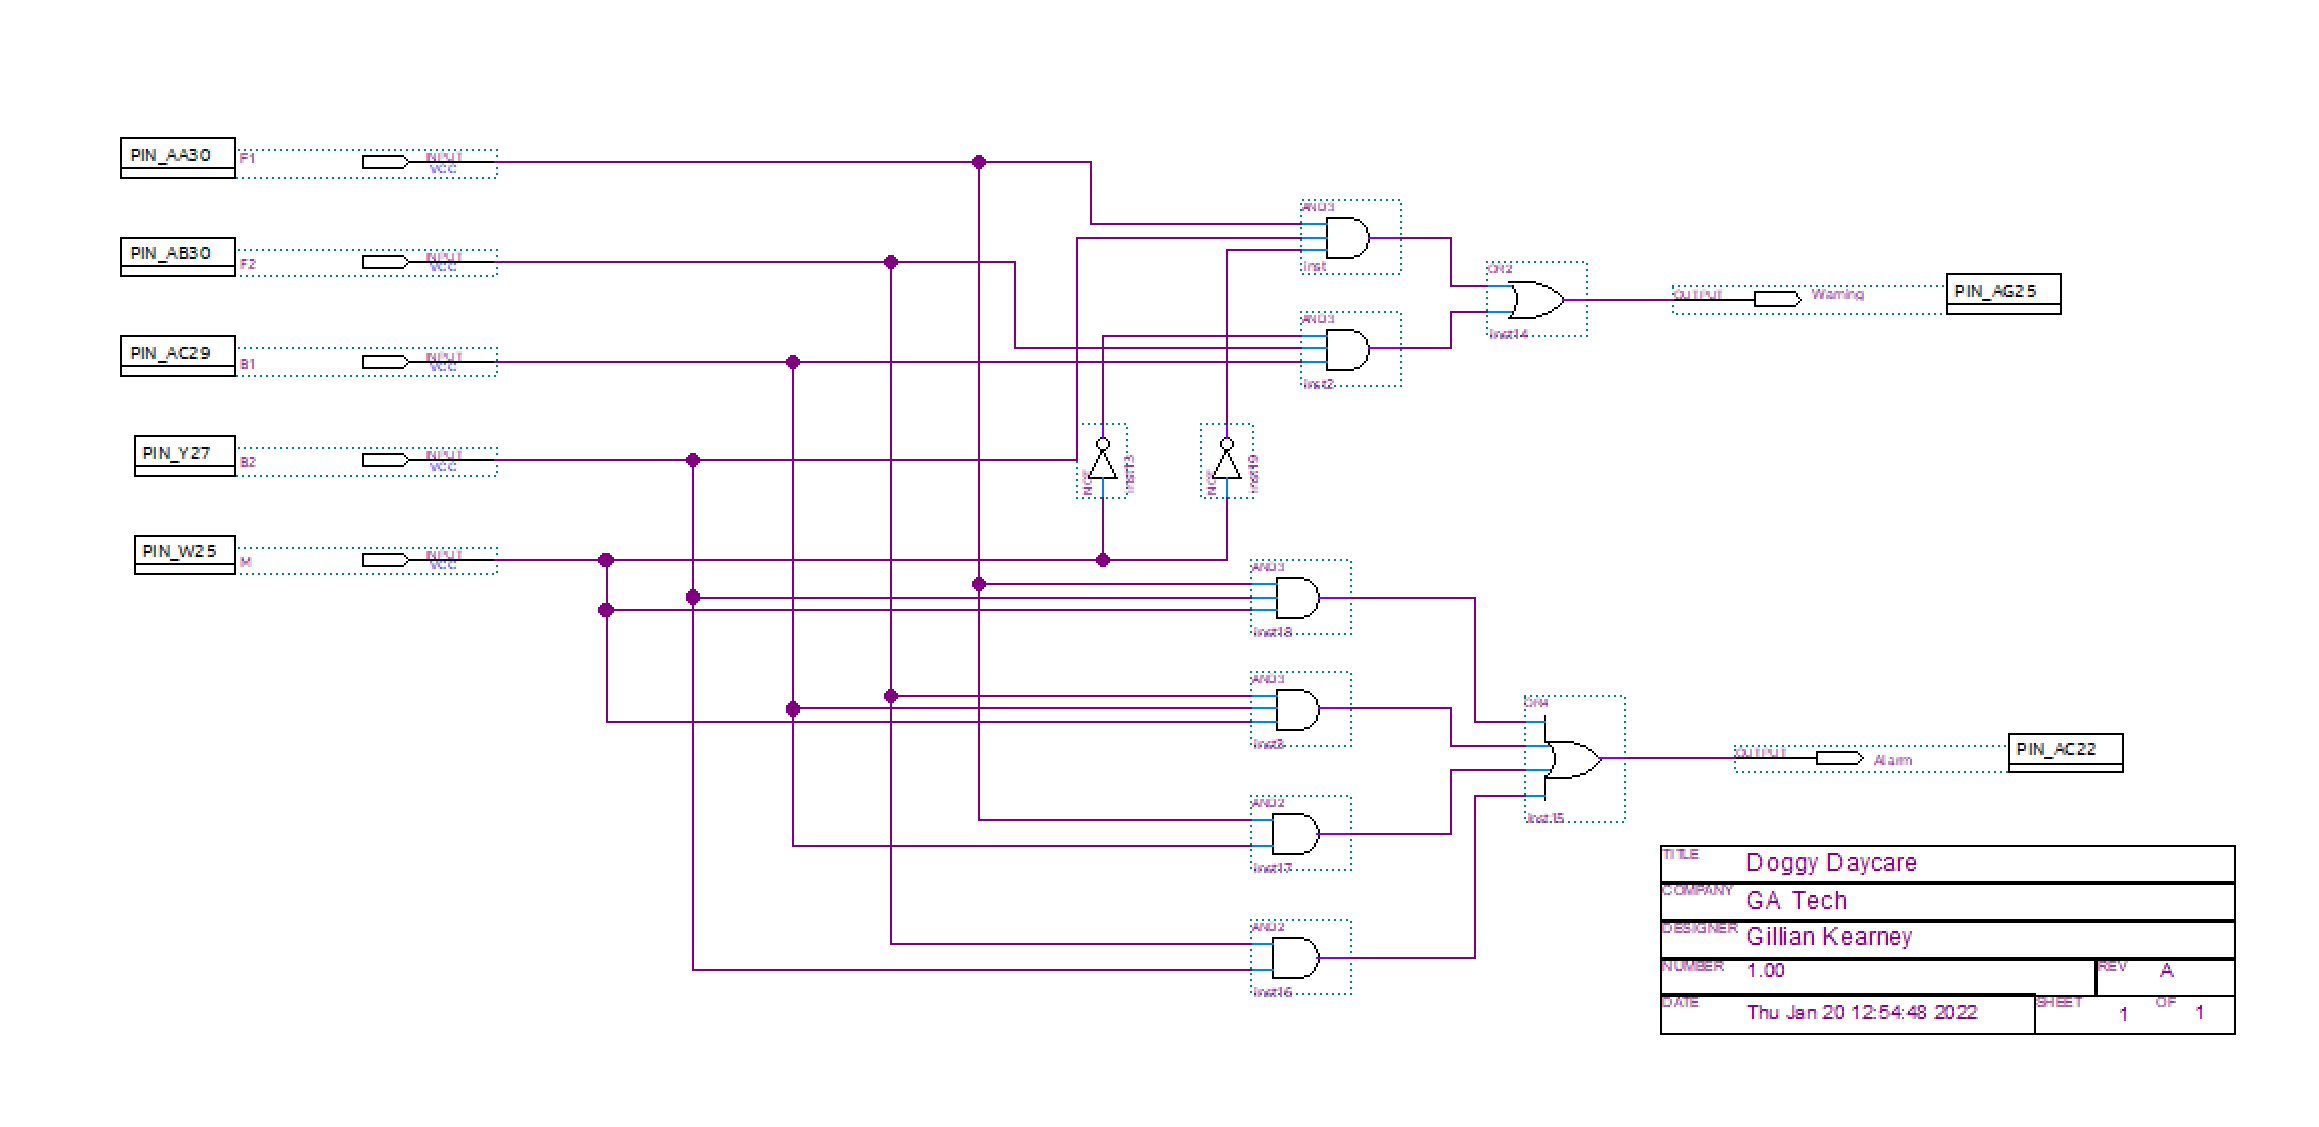 PIN_AA30
F1
INPUT
VCC
PIN_AB30
F2
INPUT
VCC
PIN_AC29
B1
INPUT
VCC
PIN_Y27
B2
INPUT
VCC
PIN_W25
M
INPUT
VCC
AND3
inst
AND3
inst2
OR2
inst14
OUTPUT
Warning
PIN_AG25
NOT
inst13
NOT
inst19
AND3
inst18
AND3
inst3
AND2
inst17
AND2
inst16
OR4
inst15
OUTPUT
Alarm
PIN_AC22
TITLE Doggy Daycare
COMPANY GA Tech
DESIGNER Gillian Kearney
NUMBER 1.00 REV A
DATE Thu Jan 20 12:54:48 2022 SHEET 1 OF 1